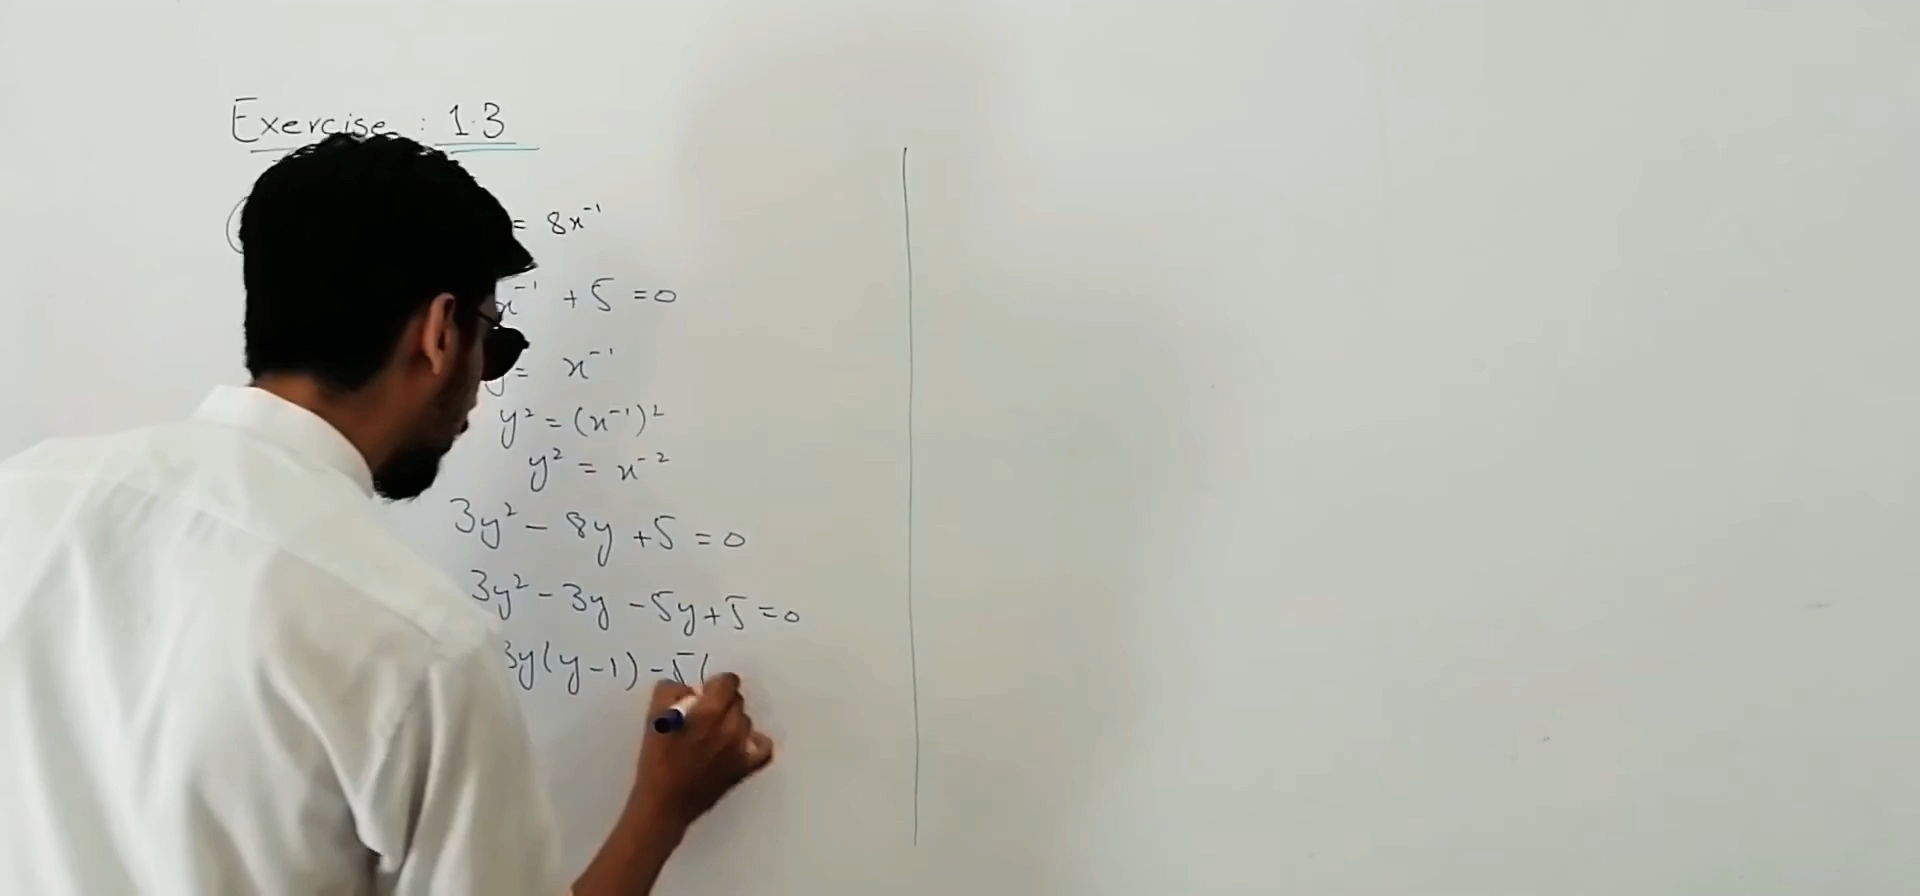 Exercise : 1.3
= 8x⁻¹
x⁻¹ + 5 = 0
y = x⁻¹
y² = (x⁻¹)²
y² = x⁻²
3y² - 8y + 5 = 0
3y² - 3y - 5y + 5 = 0
3y(y-1) - 5(